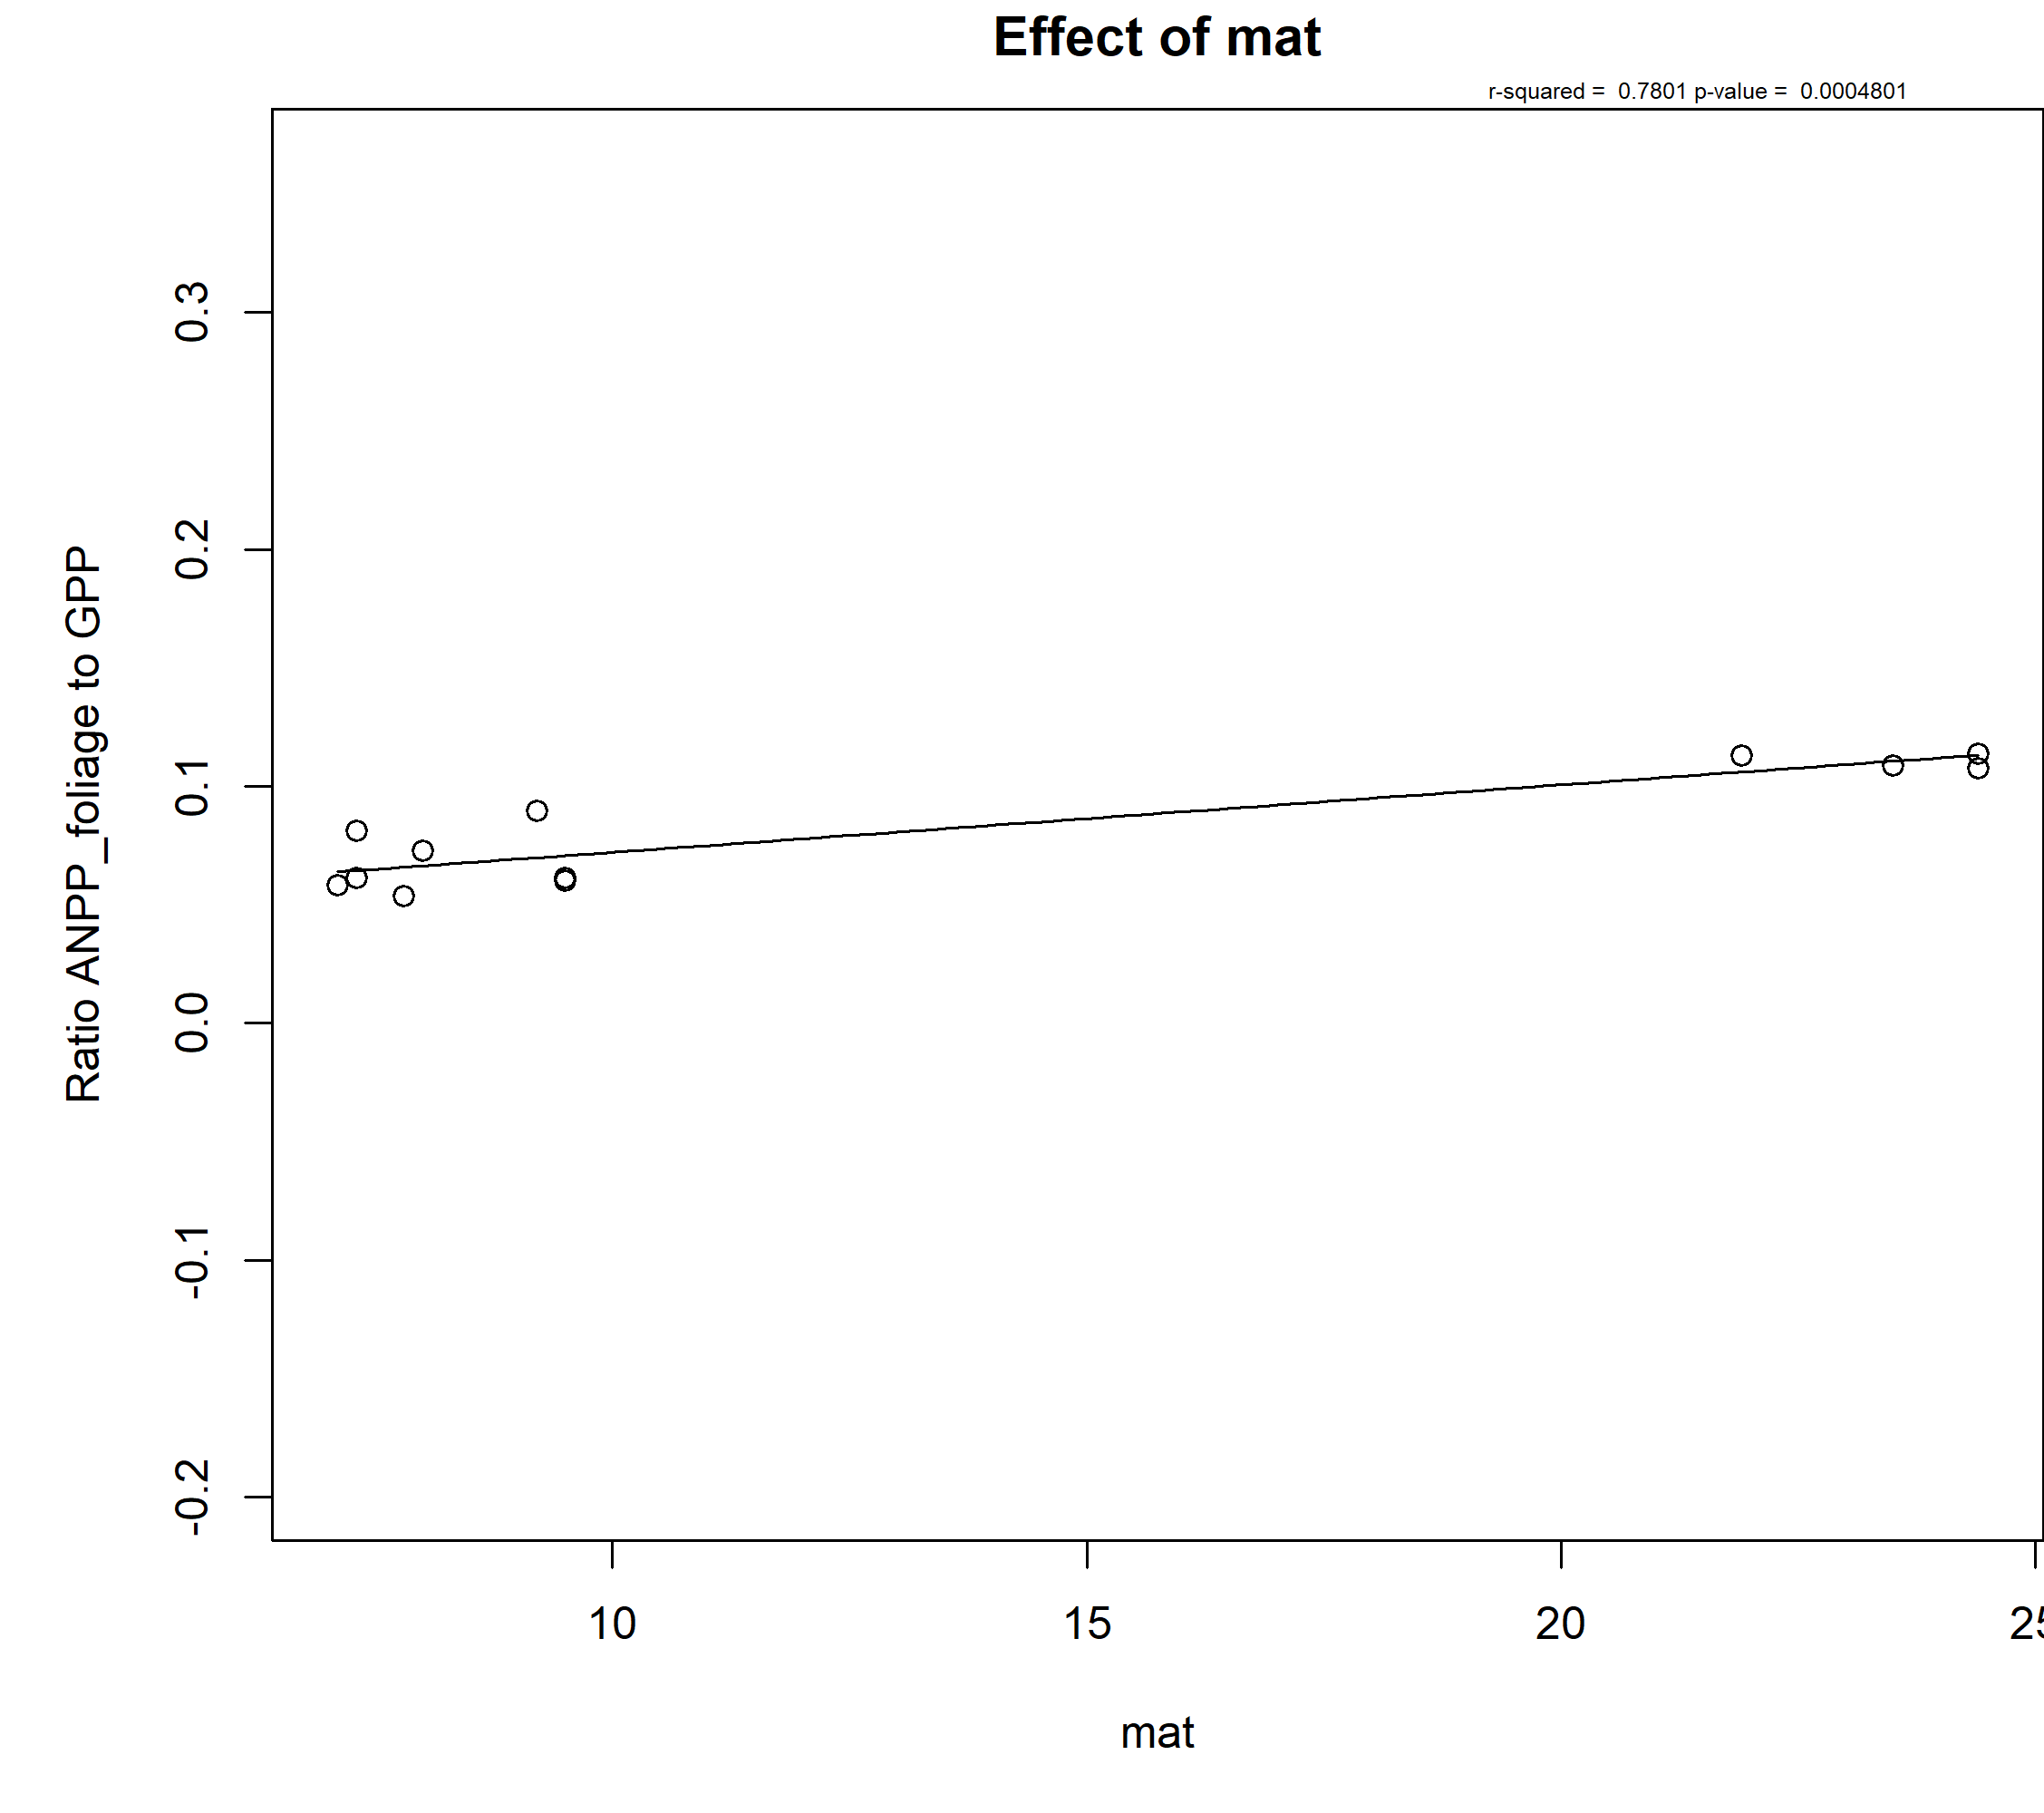 Effect of mat
r-squared =  0.7801 p-value =  0.0004801
Ratio ANPP_foliage to GPP
0.3
0.2
0.1
0.0
-0.1
-0.2
10
15
20
25
mat